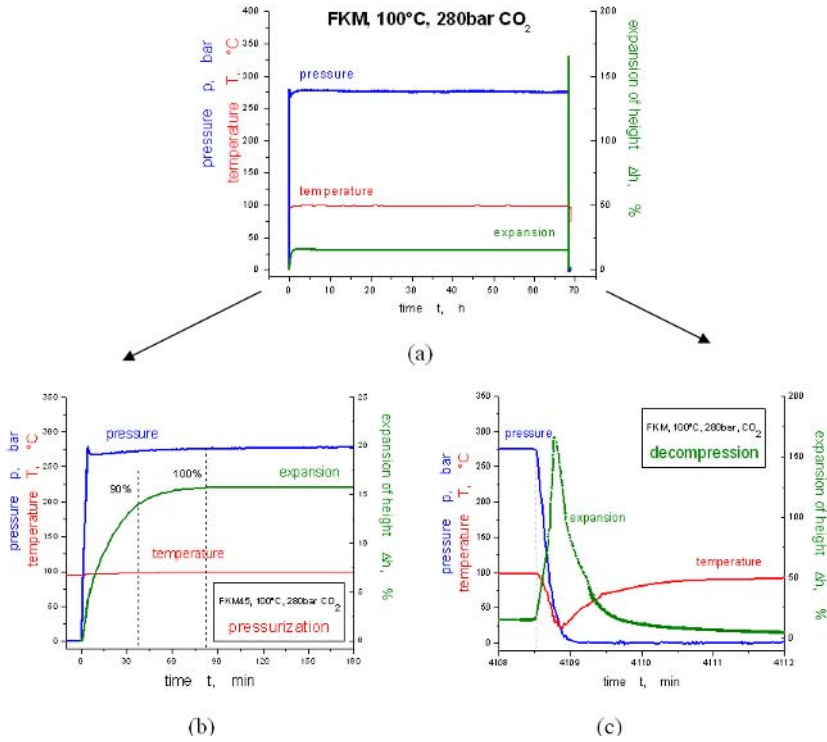 FKM, 100°C, 280bar CO2
pressure p, bar
temperature T, °C
400
350
300
250
200
150
100
50
0
pressure
temperature
expansion
200
150
100
50
0
expansion of height Δh, %
0 10 20 30 40 50 60 70
time t, h
(a)
pressure p, bar
temperature T, °C
350
300
250
200
150
100
50
0
pressure
90%
100%
expansion
temperature
FKM45, 100°C, 280bar CO2
pressurization
25
20
15
10
5
0
expansion of height Δh, %
0 30 60 90 120 150 180
time t, min
(b)
pressure p, bar
temperature T, °C
350
300
250
200
150
100
50
0
pressure
FKM, 100°C, 280bar, CO2
decompression
expansion
temperature
200
150
100
50
0
expansion of height Δh, %
4108 4109 4110 4111 4112
time t, min
(c)